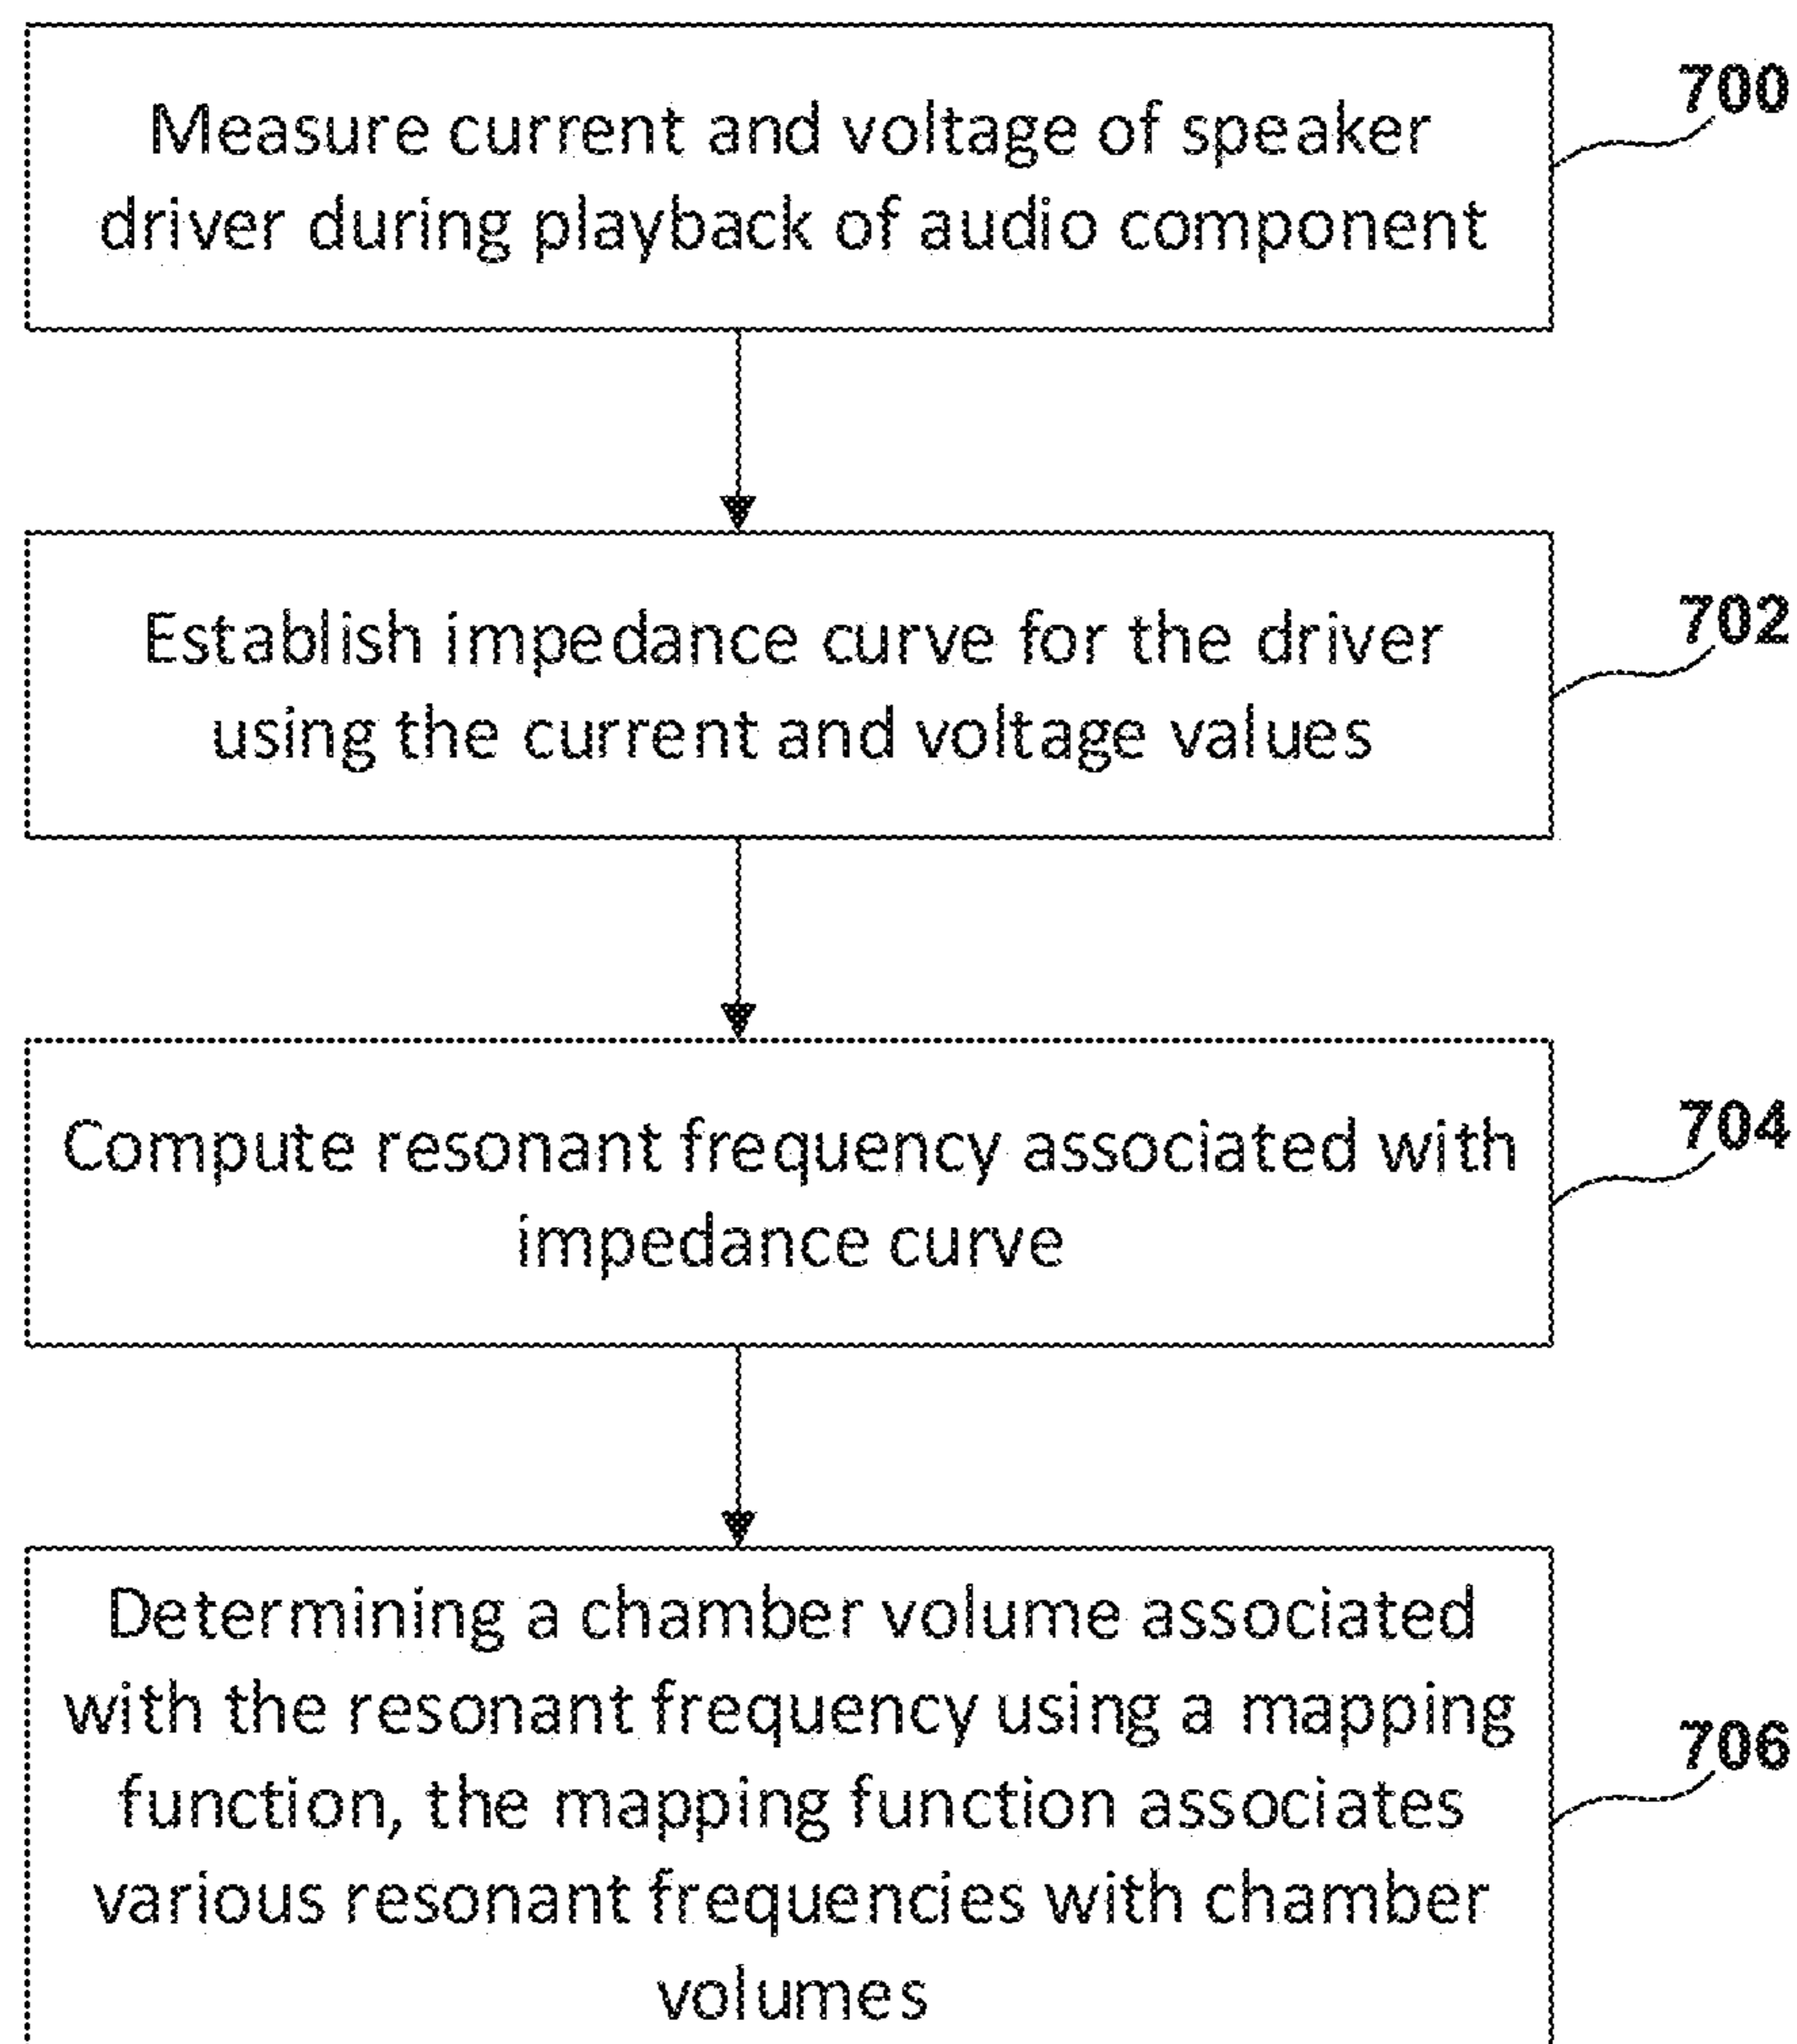 Measure current and voltage of speaker
driver during playback of audio component
700
Establish impedance curve for the driver
using the current and voltage values
702
Compute resonant frequency associated with
impedance curve
704
Determining a chamber volume associated
with the resonant frequency using a mapping
function, the mapping function associates
various resonant frequencies with chamber
volumes
706